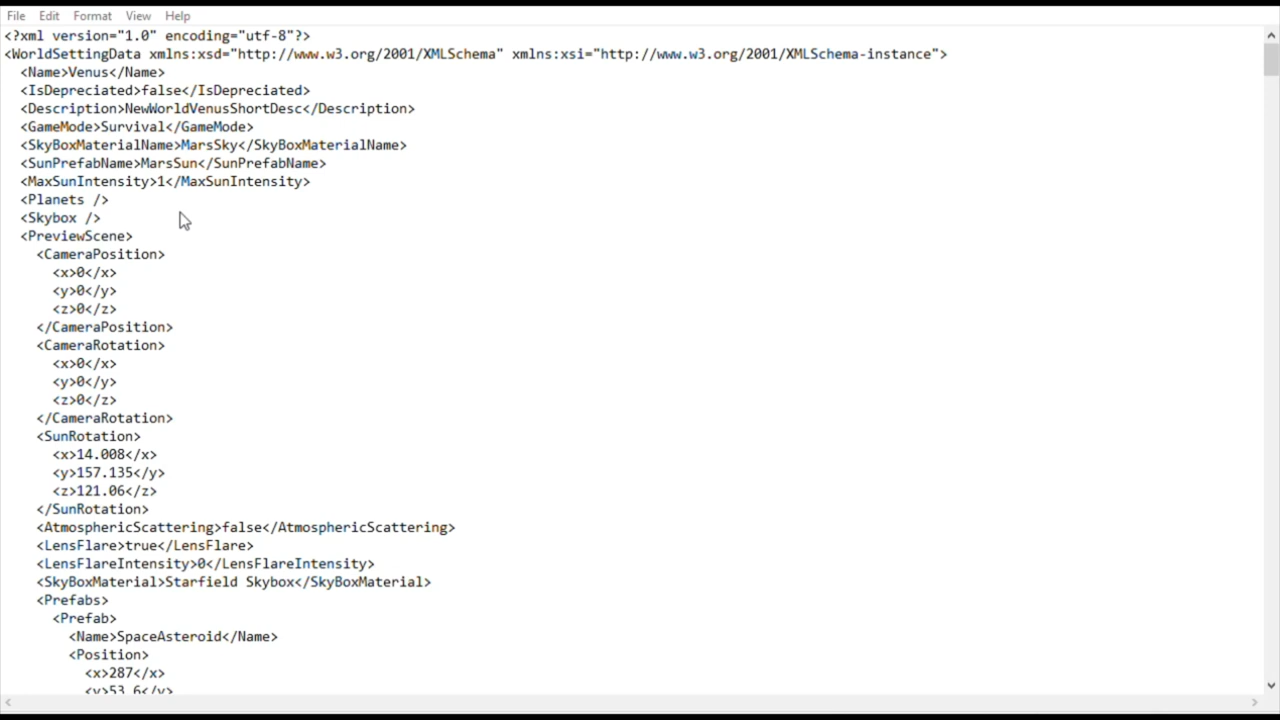 File Edit Format View Help
<?xml version="1.0" encoding="utf-8"?>
<WorldSettingData xmlns:xsd="http://www.w3.org/2001/XMLSchema" xmlns:xsi="http://www.w3.org/2001/XMLSchema-instance">
  <Name>Venus</Name>
  <IsDepreciated>false</IsDepreciated>
  <Description>NewWorldVenusShortDesc</Description>
  <GameMode>Survival</GameMode>
  <SkyBoxMaterialName>MarsSky</SkyBoxMaterialName>
  <SunPrefabName>MarsSun</SunPrefabName>
  <MaxSunIntensity>1</MaxSunIntensity>
  <Planets />
  <Skybox />
  <PreviewScene>
    <CameraPosition>
      <x>0</x>
      <y>0</y>
      <z>0</z>
    </CameraPosition>
    <CameraRotation>
      <x>0</x>
      <y>0</y>
      <z>0</z>
    </CameraRotation>
    <SunRotation>
      <x>14.008</x>
      <y>157.135</y>
      <z>121.06</z>
    </SunRotation>
    <AtmosphericScattering>false</AtmosphericScattering>
    <LensFlare>true</LensFlare>
    <LensFlareIntensity>0</LensFlareIntensity>
    <SkyBoxMaterial>Starfield Skybox</SkyBoxMaterial>
    <Prefabs>
      <Prefab>
        <Name>SpaceAsteroid</Name>
        <Position>
          <x>287</x>
          <y>53.6</y>